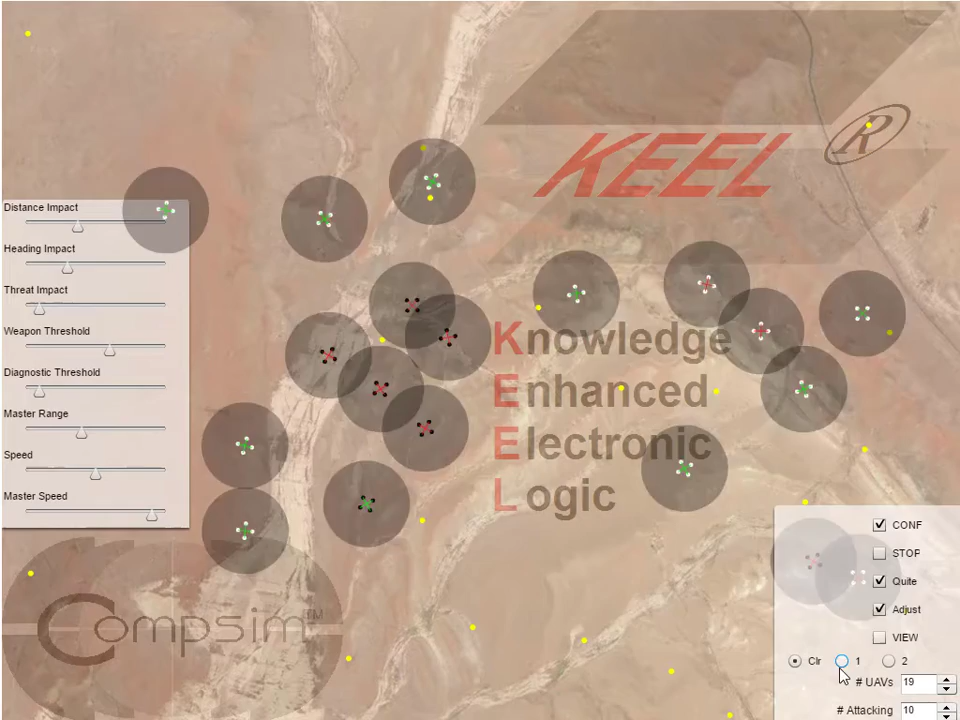 KEEL
R
Distance Impact
Heading Impact
Threat Impact
Weapon Threshold
Diagnostic Threshold
Master Range
Speed
Master Speed
Knowledge
Enhanced
Electronic
Logic
Compsim TM
CONF
STOP
Quite
Adjust
VIEW
Clr 1 2
# UAVs 19
# Attacking 10